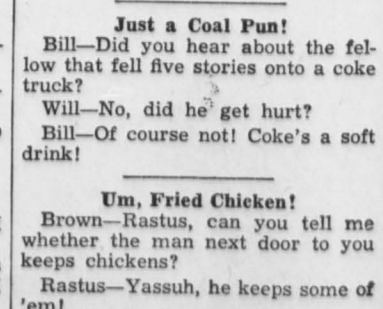 Just a Coal Pun!
Bill—Did you hear about the fel-
low that fell five stories onto a coke
truck?
Will—No, did he get hurt?
Bill—Of course not! Coke's a soft
drink!
Um, Fried Chicken!
Brown—Rastus, can you tell me
whether the man next door to you
keeps chickens?
Rastus—Yassuh, he keeps some of
'em!